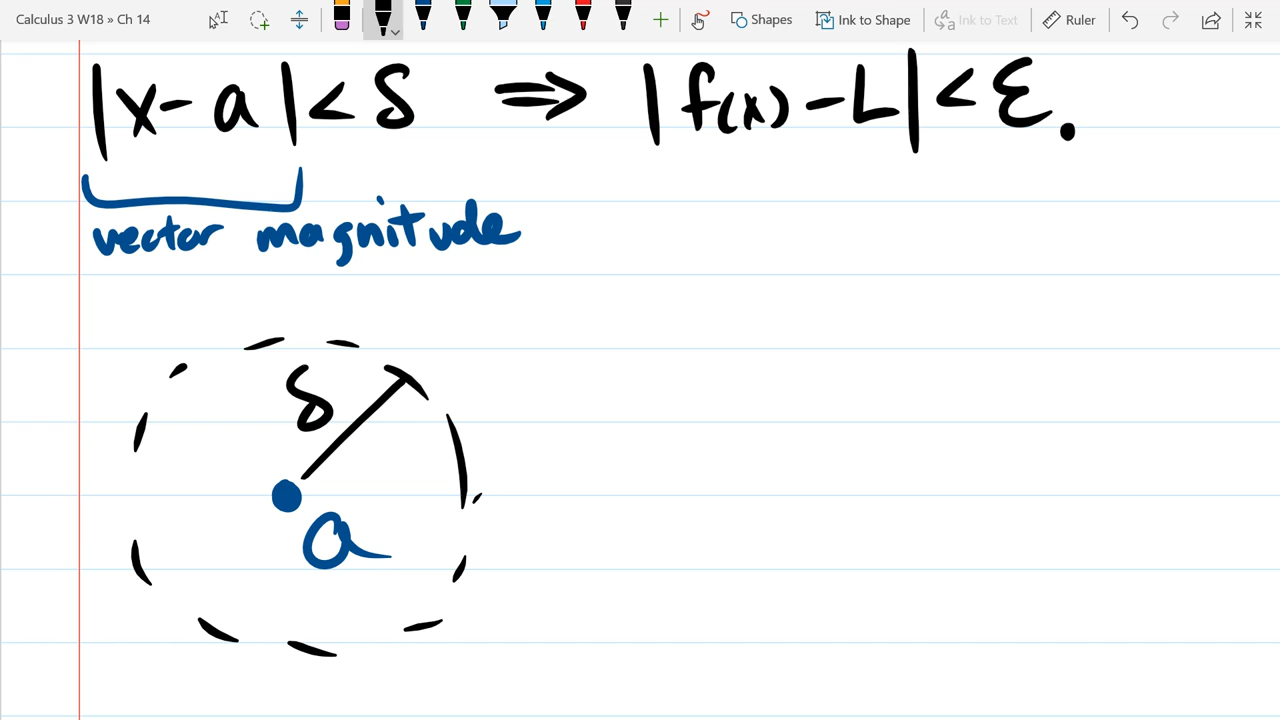 Calculus 3 W18 » Ch 14
Shapes
Ink to Shape
Ink to Text
Ruler
|x-a|<δ ⇒ |f(x)-L|<ε.
vector magnitude
δ
a